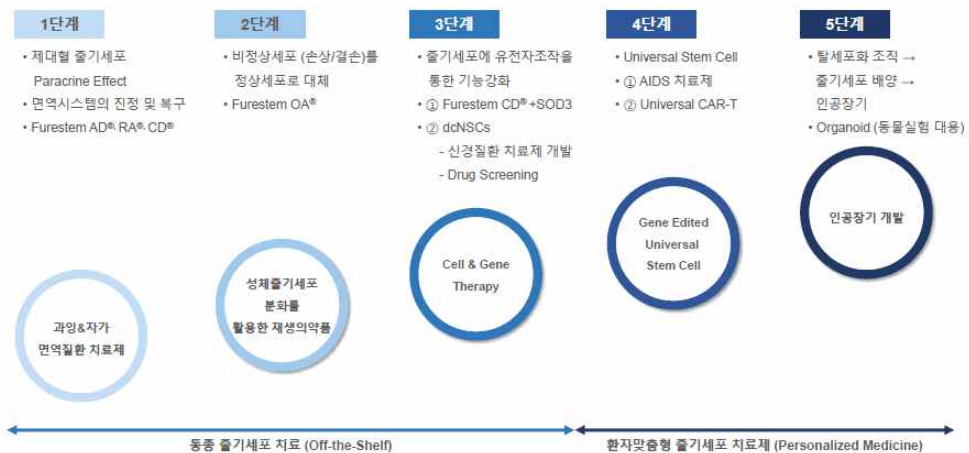 1단계
• 제대혈 줄기세포
Paracrine Effect
• 면역시스템의 진정 및 복구
• Furestem AD®, RA®, CD®
과잉&자가
면역질환 치료제
2단계
• 비정상세포 (손상/결손)를
정상세포로 대체
• Furestem OA®
성체줄기세포
분화를
활용한 재생의약품
3단계
• 줄기세포에 유전자조작을
통한 기능강화
• ① Furestem CD® +SOD3
• ② dcNSCs
- 신경질환 치료제 개발
- Drug Screening
Cell & Gene
Therapy
4단계
• Universal Stem Cell
• ① AIDS 치료제
• ② Universal CAR-T
Gene Edited
Universal
Stem Cell
5단계
• 탈세포화 조직 →
줄기세포 배양 →
인공장기
• Organoid (동물실험 대용)
인공장기 개발
동종 줄기세포 치료 (Off-the-Shelf)
환자맞춤형 줄기세포 치료제 (Personalized Medicine)